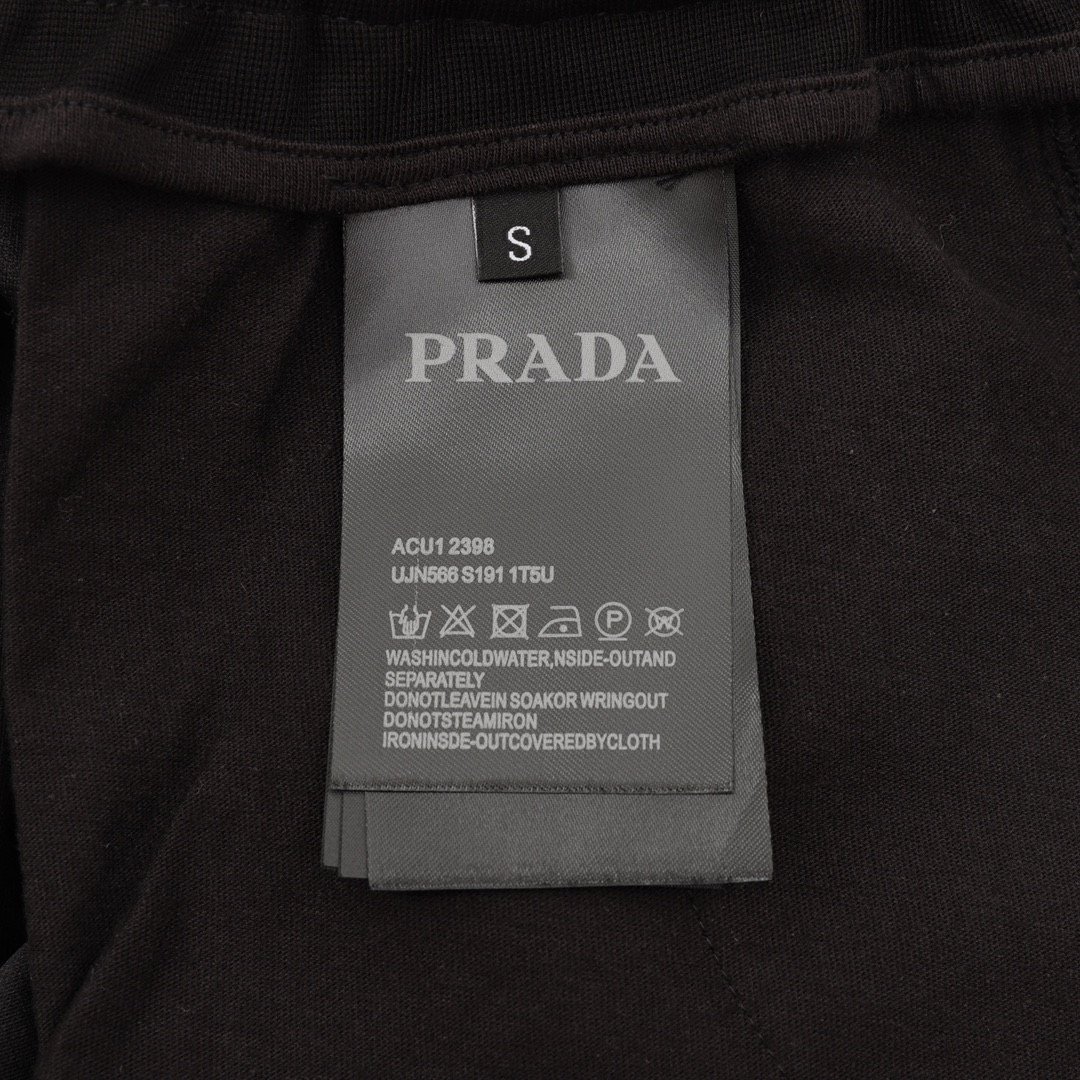 S
PRADA
ACU1 2398
UJN566 S191 1T5U
P
W
WASHINCOLDWATER,NSIDE-OUTAND
SEPARATELY
DONOTLEAVEIN SOAKOR WRINGOUT
DONOTSTEAMIRON
IRONINSDE-OUTCOVEREDBYCLOTH